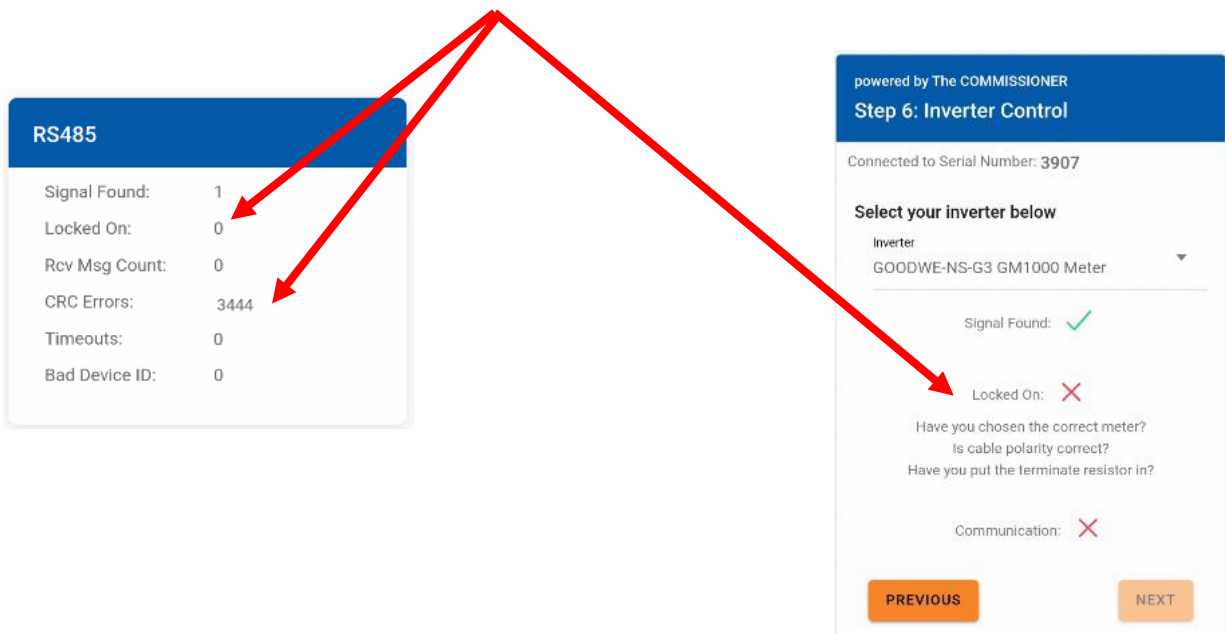 RS485
Signal Found: 1
Locked On: 0
Rcv Msg Count: 0
CRC Errors: 3444
Timeouts: 0
Bad Device ID: 0
powered by The COMMISSIONER
Step 6: Inverter Control
Connected to Serial Number: 3907
Select your inverter below
Inverter
GOODWE-NS-G3 GM1000 Meter
Signal Found:
Locked On:
Have you chosen the correct meter?
Is cable polarity correct?
Have you put the terminate resistor in?
Communication:
PREVIOUS NEXT